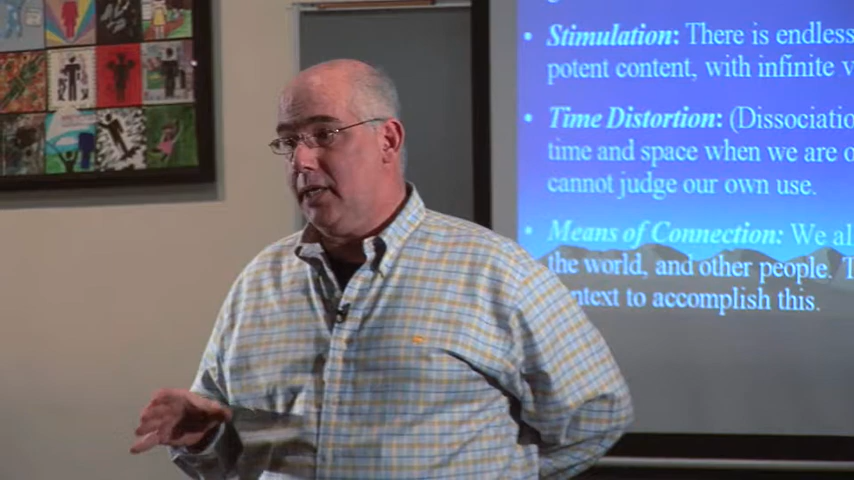 • Stimulation: There is endless
potent content, with infinite
• Time Distortion: (Dissociatio
time and space when we are o
cannot judge our own use.
• Means of Connection: We al
the world, and other people. T
ntext to accomplish this.